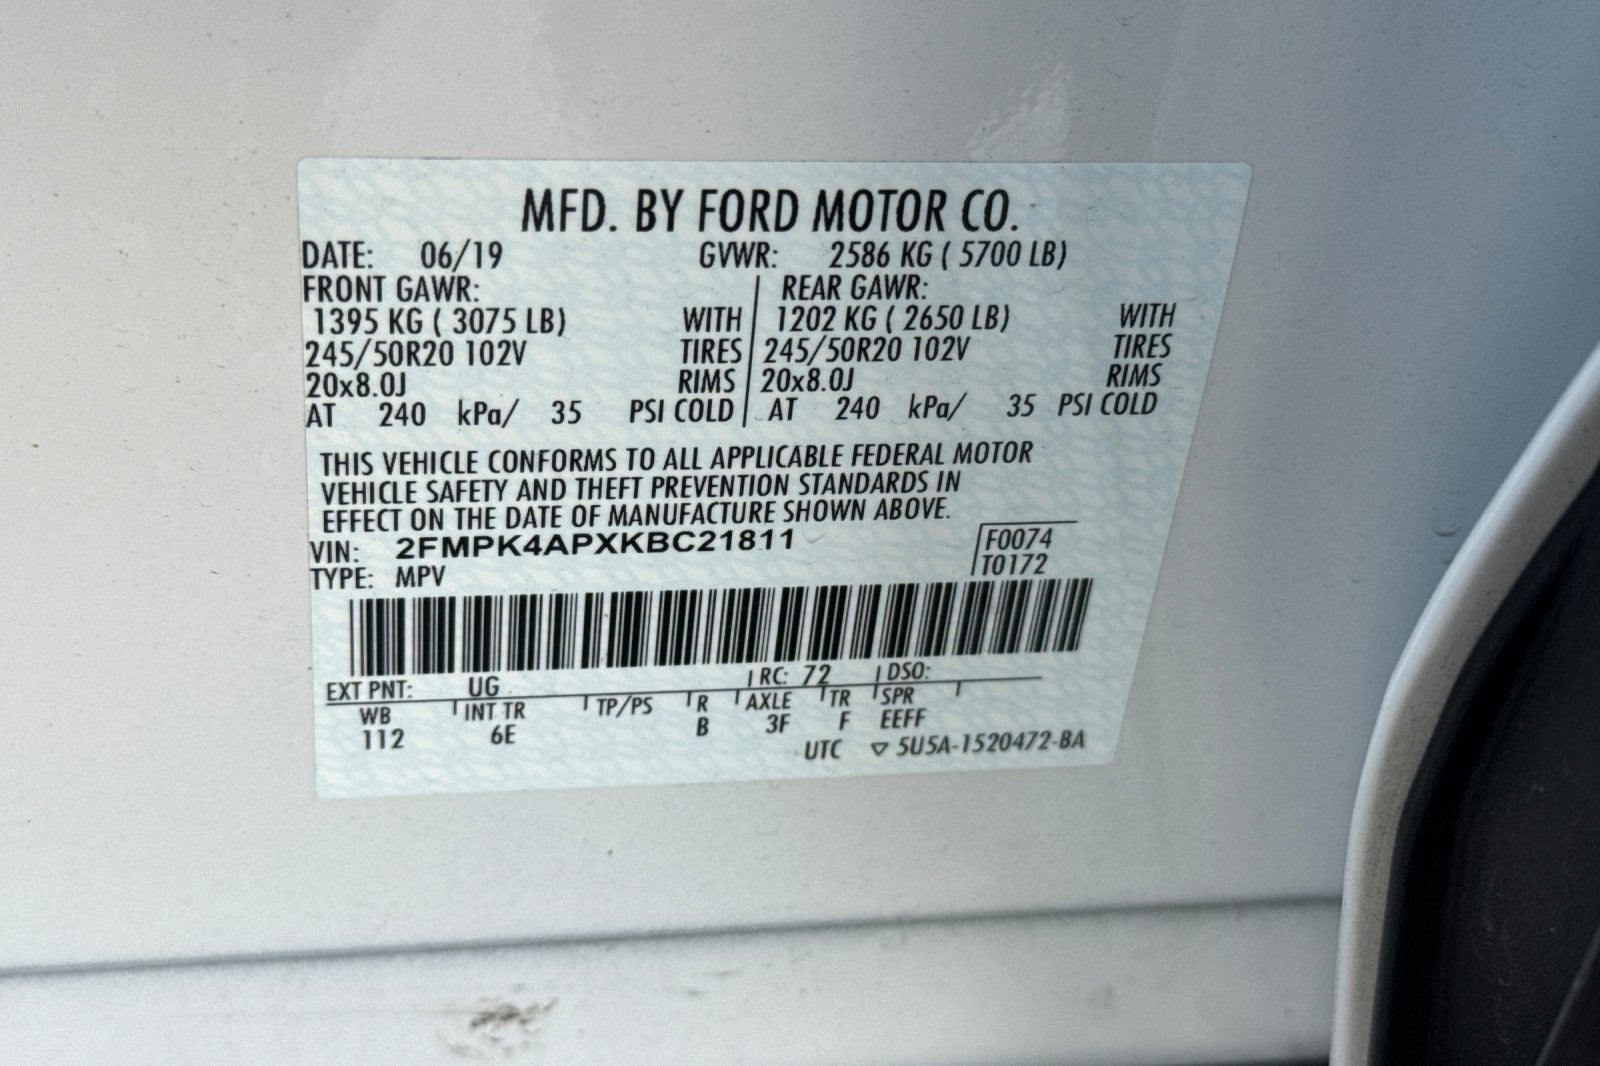 MFD. BY FORD MOTOR CO.
DATE: 06/19 GVWR: 2586 KG ( 5700 LB)
FRONT GAWR: REAR GAWR:
1395 KG ( 3075 LB) WITH 1202 KG ( 2650 LB) WITH
245/50R20 102V TIRES 245/50R20 102V TIRES
20x8.0J RIMS 20x8.0J RIMS
AT 240 kPa/ 35 PSI COLD AT 240 kPa/ 35 PSI COLD
THIS VEHICLE CONFORMS TO ALL APPLICABLE FEDERAL MOTOR
VEHICLE SAFETY AND THEFT PREVENTION STANDARDS IN
EFFECT ON THE DATE OF MANUFACTURE SHOWN ABOVE.
VIN: 2FMPK4APXKBC21811 F0074
TYPE: MPV T0172
EXT PNT: UG RC: 72 DSO:
WB INT TR TP/PS R AXLE TR SPR
112 6E B 3F F EEFF
UTC ▽ 5U5A-1520472-BA